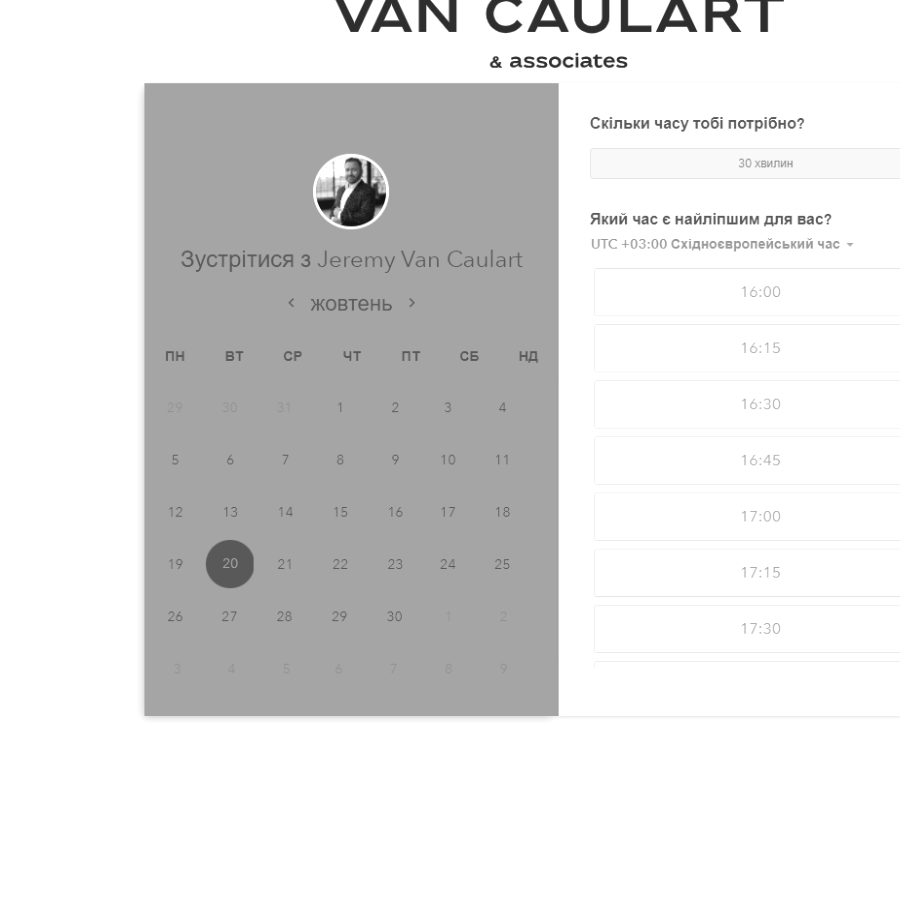 VAN CAULART
& associates
Зустрітися з Jeremy Van Caulart
< жовтень >
ПН ВТ СР ЧТ ПТ СБ НД
29 30 31 1 2 3 4
5 6 7 8 9 10 11
12 13 14 15 16 17 18
19 20 21 22 23 24 25
26 27 28 29 30 1 2
3 4 5 6 7 8 9
Скільки часу тобі потрібно?
30 хвилин
Який час є найліпшим для вас?
UTC +03:00 Східноєвропейський час
16:00
16:15
16:30
16:45
17:00
17:15
17:30